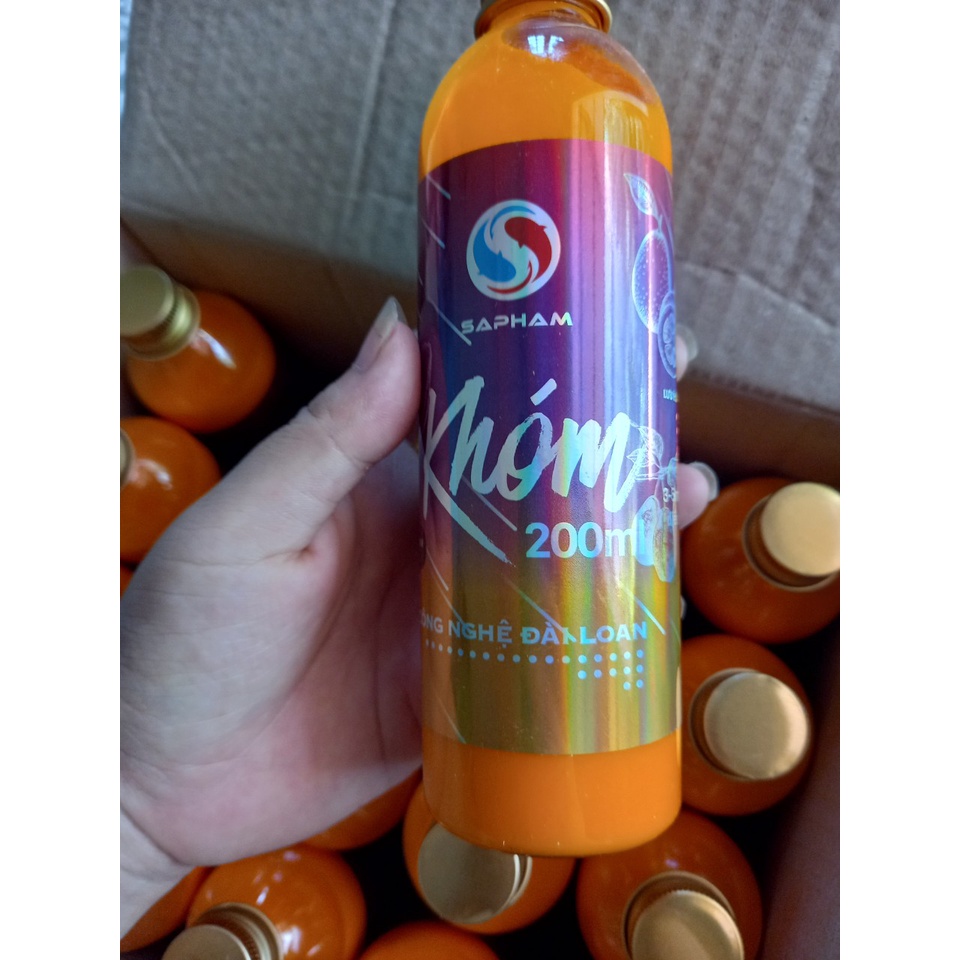 SAPHAM
Khóm
200ml
NGHỆ ĐÀI LOAN